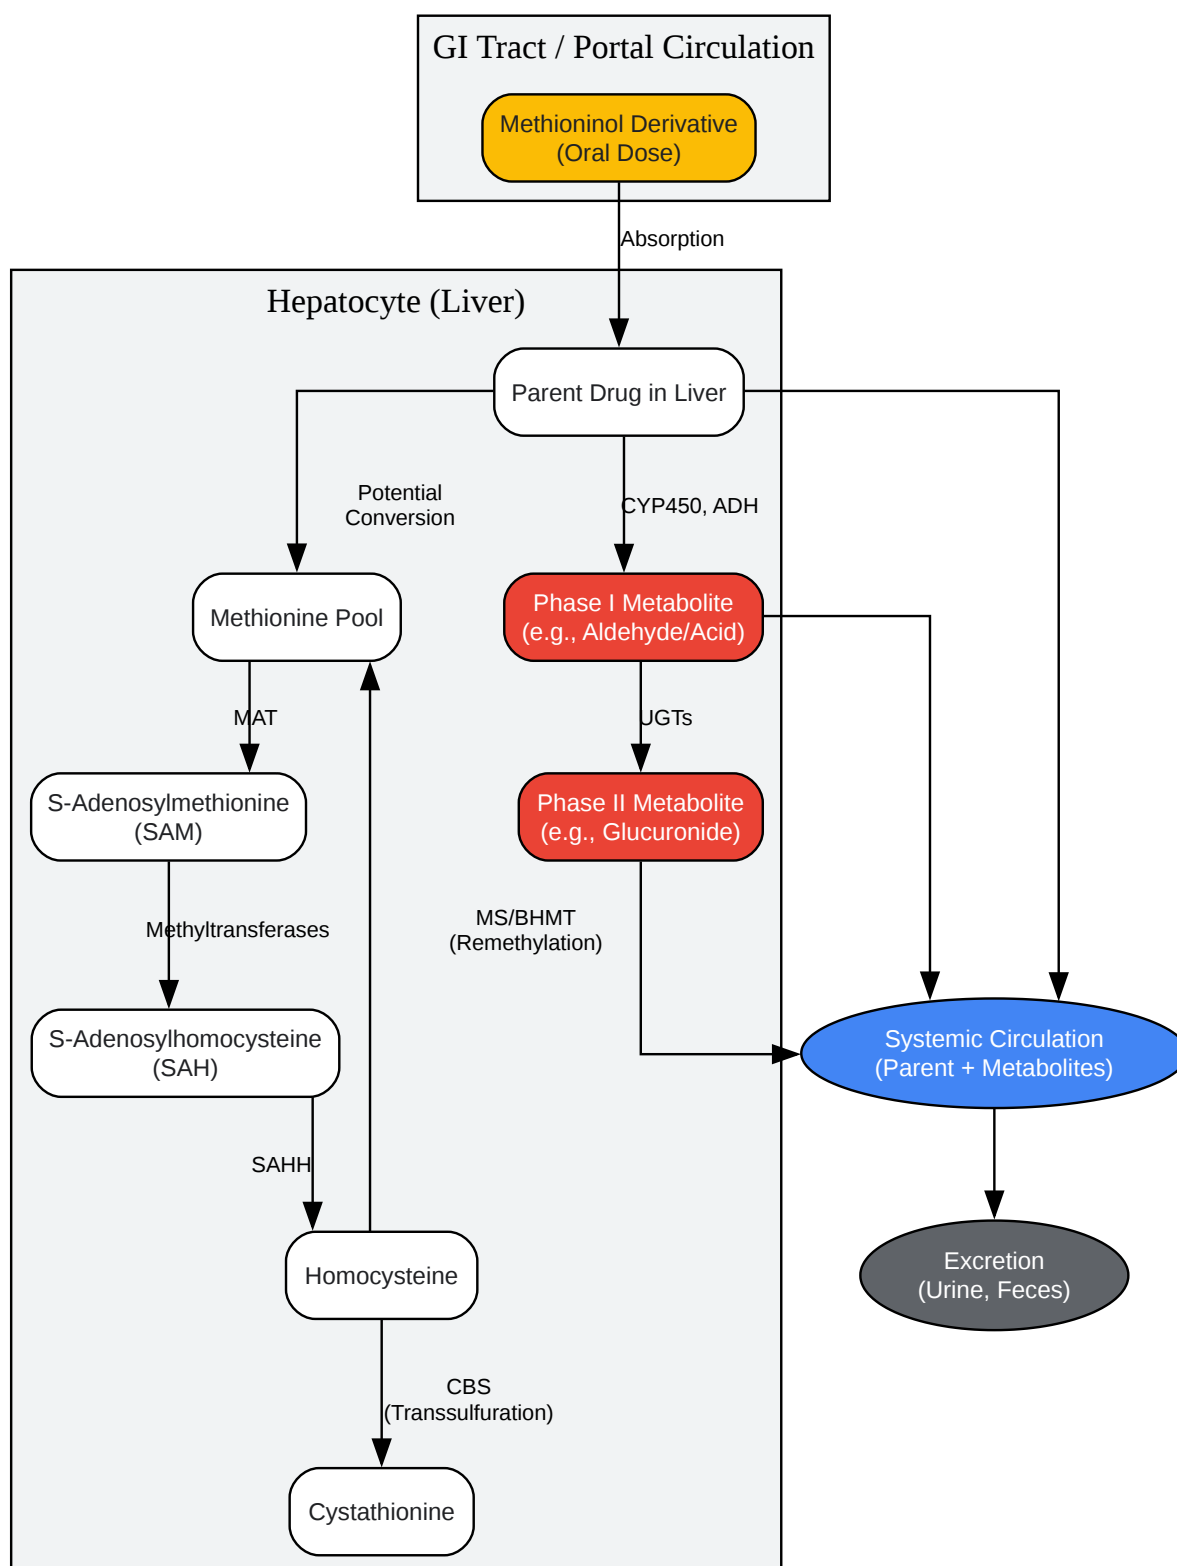 GI Tract / Portal Circulation
Methioninol Derivative
(Oral Dose)
Absorption
Hepatocyte (Liver)
Parent Drug in Liver
Potential
Conversion
CYP450, ADH
Methionine Pool
Phase I Metabolite
(e.g., Aldehyde/Acid)
MAT
UGTs
S-Adenosylmethionine
(SAM)
Phase II Metabolite
(e.g., Glucuronide)
Methyltransferases
MS/BHMT
(Remethylation)
S-Adenosylhomocysteine
(SAH)
Systemic Circulation
(Parent + Metabolites)
SAHH
Homocysteine
Excretion
(Urine, Feces)
CBS
(Transsulfuration)
Cystathionine